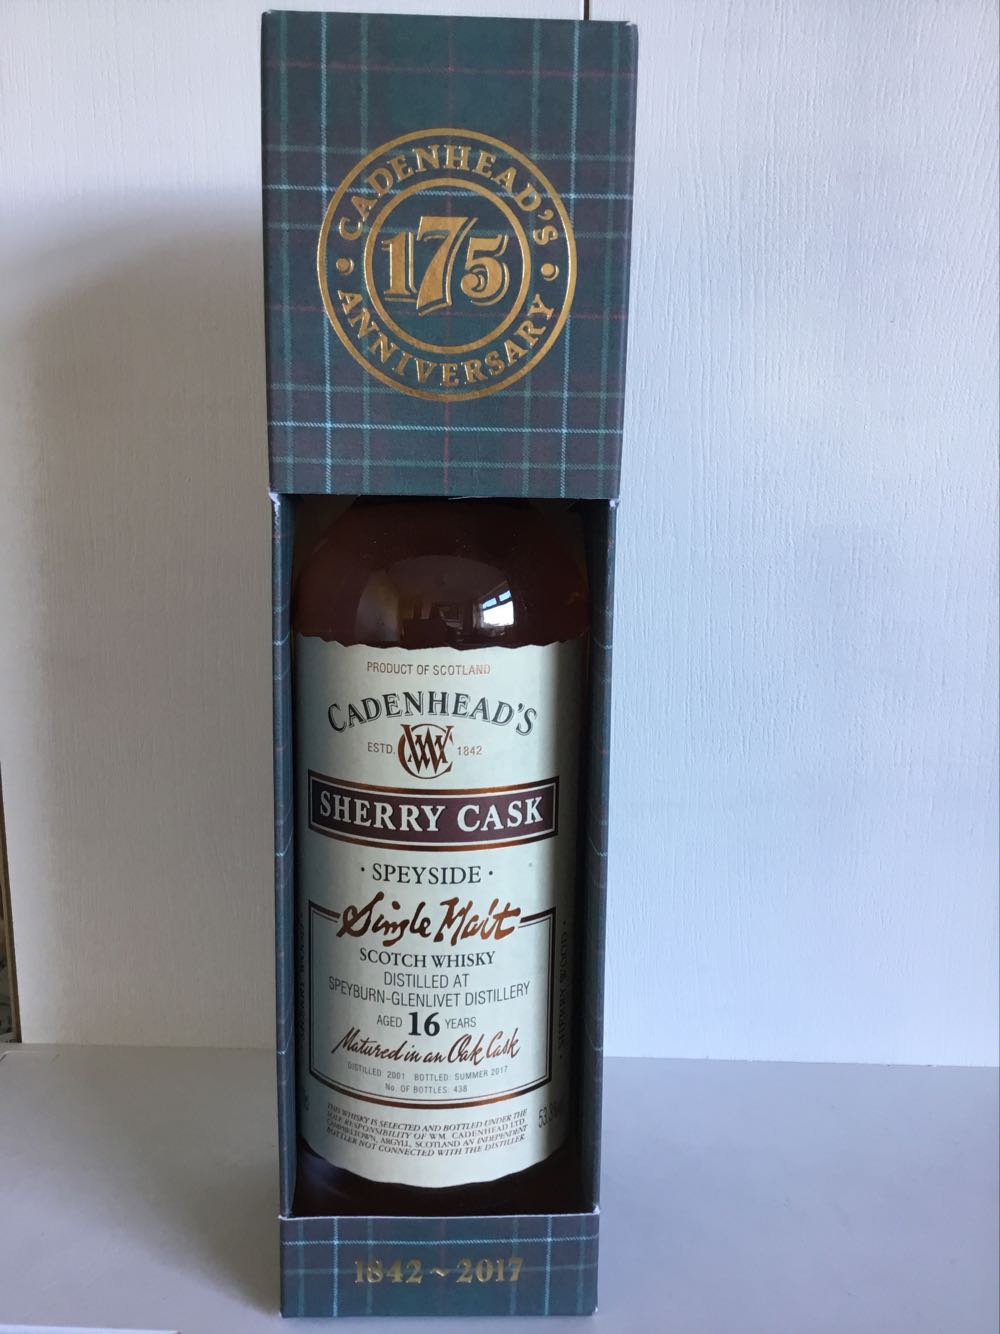 CADENHEAD'S
175
ANNIVERSARY
PRODUCT OF SCOTLAND
CADENHEAD'S
ESTD. WC 1842
SHERRY CASK
· SPEYSIDE ·
Single Malt
SCOTCH WHISKY
DISTILLED AT
SPEYBURN-GLENLIVET DISTILLERY
AGED 16 YEARS
Matured in an Oak Cask
DISTILLED 2001 BOTTLED: SUMMER 2017
No. OF BOTTLES: 438
THIS WHISKY IS SELECTED AND BOTTLED UNDER THE
SOLE RESPONSIBILITY OF WM. CADENHEAD LTD.
CAMPBELTOWN, ARGYLL, SCOTLAND AN INDEPENDENT
BOTTLER NOT CONNECTED WITH THE DISTILLER.
SHERRY WOOD
1842~2017